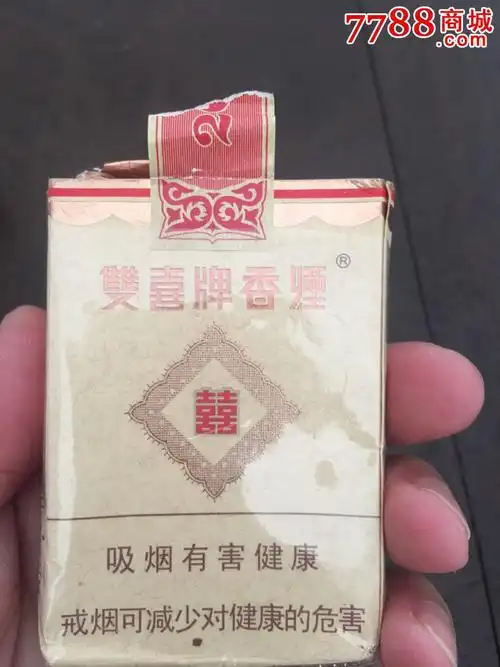 7788商城
.com
20
雙喜牌香煙®
囍
吸烟有害健康
戒烟可减少对健康的危害